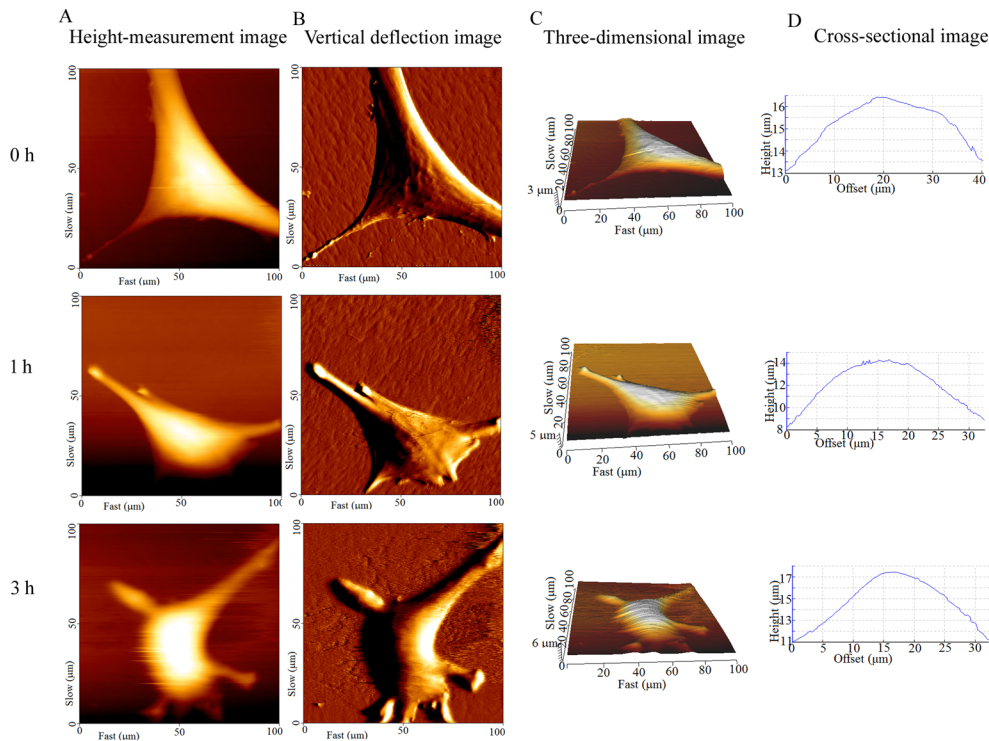 A
B
C
D
Height-measurement image
Vertical deflection image
Three-dimensional image
Cross-sectional image
0 h
100
50
0
Slow (µm)
Fast (µm)
50
100
100
50
0
Slow (µm)
Fast (µm)
50
100
Slow (µm)
0 20 40 60 80 100
3 µm
0
20
40
60
80
100
Fast (µm)
Height (µm)
16
15
14
13
0
10
20
30
40
Offset (µm)
1 h
100
50
0
Slow (µm)
Fast (µm)
50
100
100
50
0
Slow (µm)
Fast (µm)
50
100
Slow (µm)
0 20 40 60 80 100
5 µm
0
20
40
60
80
100
Fast (µm)
Height (µm)
14
12
10
8
0
5
10
15
20
25
30
Offset (µm)
3 h
100
50
0
Slow (µm)
Fast (µm)
50
100
100
50
0
Slow (µm)
Fast (µm)
50
100
Slow (µm)
0 20 40 60 80 100
6 µm
0
20
40
60
80
100
Fast (µm)
Height (µm)
17
15
13
11
0
5
10
15
20
25
30
Offset (µm)